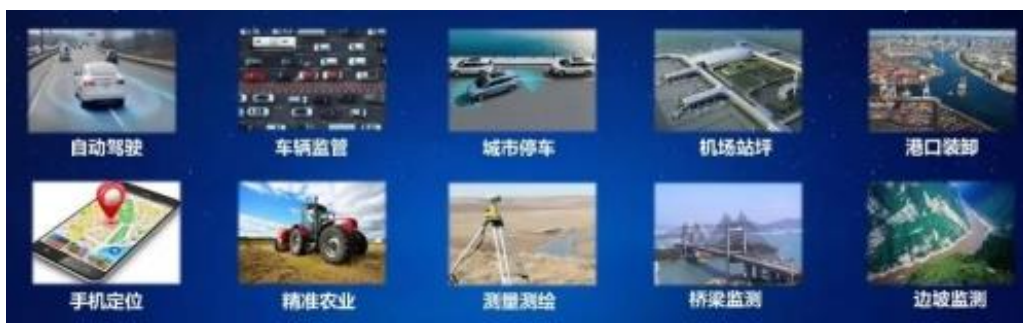 自动驾驶
车辆监管
城市停车
机场站坪
港口装卸
手机定位
精准农业
测量测绘
桥梁监测
边坡监测